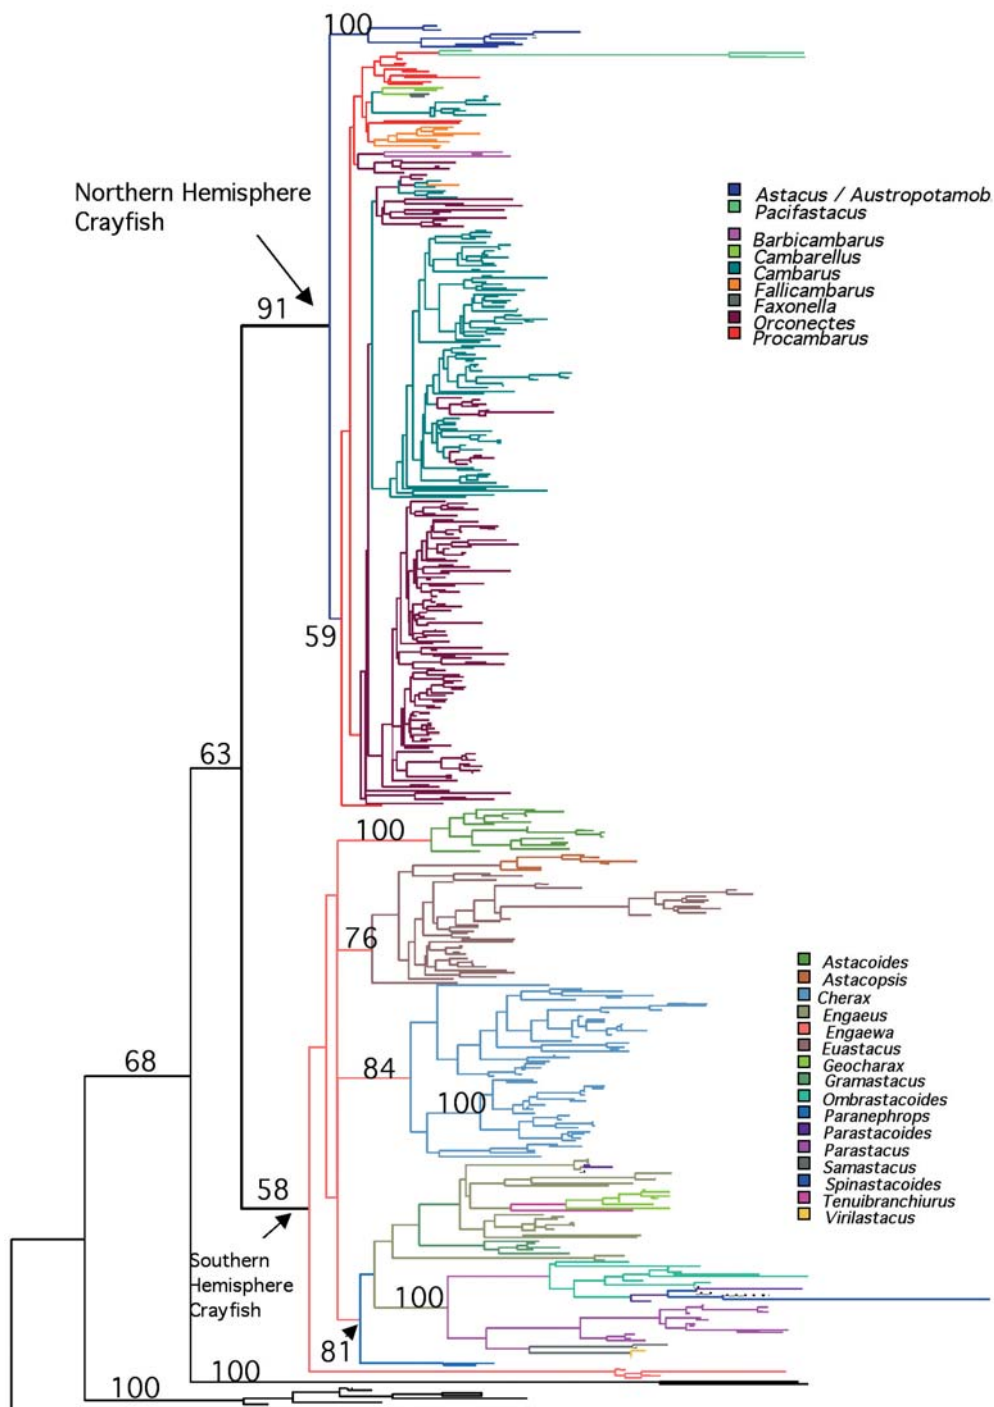 100
Northern Hemisphere
Crayfish
91
Astacus / Austropotamob
Pacifastacus
Barbicambarus
Cambarellus
Cambarus
Fallicambarus
Faxonella
Orconectes
Procambarus
59
63
100
76
Astacoides
Astacopsis
Cherax
Engaeus
Engaewa
Euastacus
Geocharax
Gramastacus
Ombrastacoides
Paranephrops
Parastacoides
Parastacus
Samastacus
Spinastacoides
Tenuibranchiurus
Virilastacus
68
84
100
58
Southern
Hemisphere
Crayfish
100
81
100
100